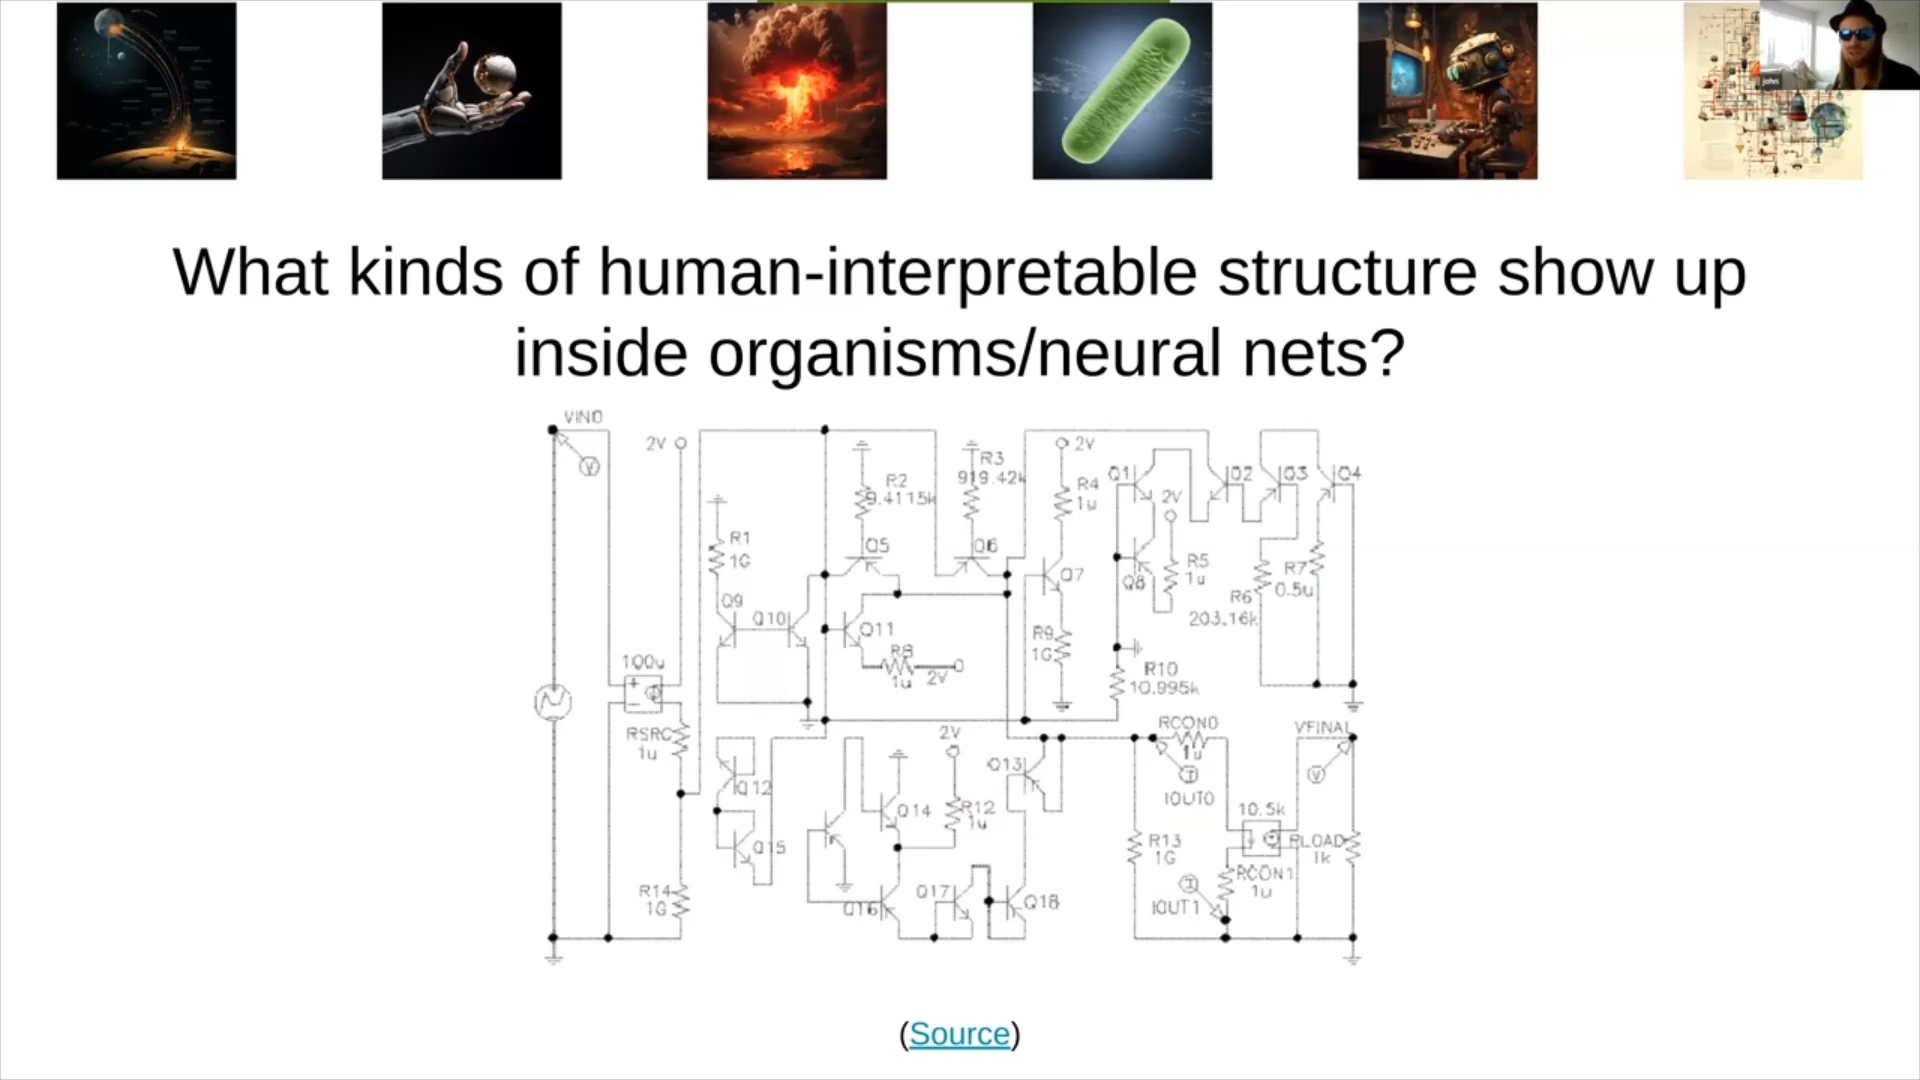 john
What kinds of human-interpretable structure show up
inside organisms/neural nets?
VIN0
V
2V
R1
1G
R2
9.4115k
R3
919.42k
2V
R4
1u
Q1
2V
Q2
Q3
Q4
Q5
Q6
Q7
Q8
R5
1u
R6
203.16k
R7
0.5u
Q9
Q10
Q11
R8
1u
2V
R9
1G
R10
10.995k
100u
RSRC
1u
Q12
Q15
R14
1G
Q14
2V
R12
1u
Q13
Q16
Q17
Q18
RCON0
1u
I
IOUT0
VFINAL
V
10.5k
R13
1G
RLOAD
1k
RCON1
1u
I
IOUT1
(Source)